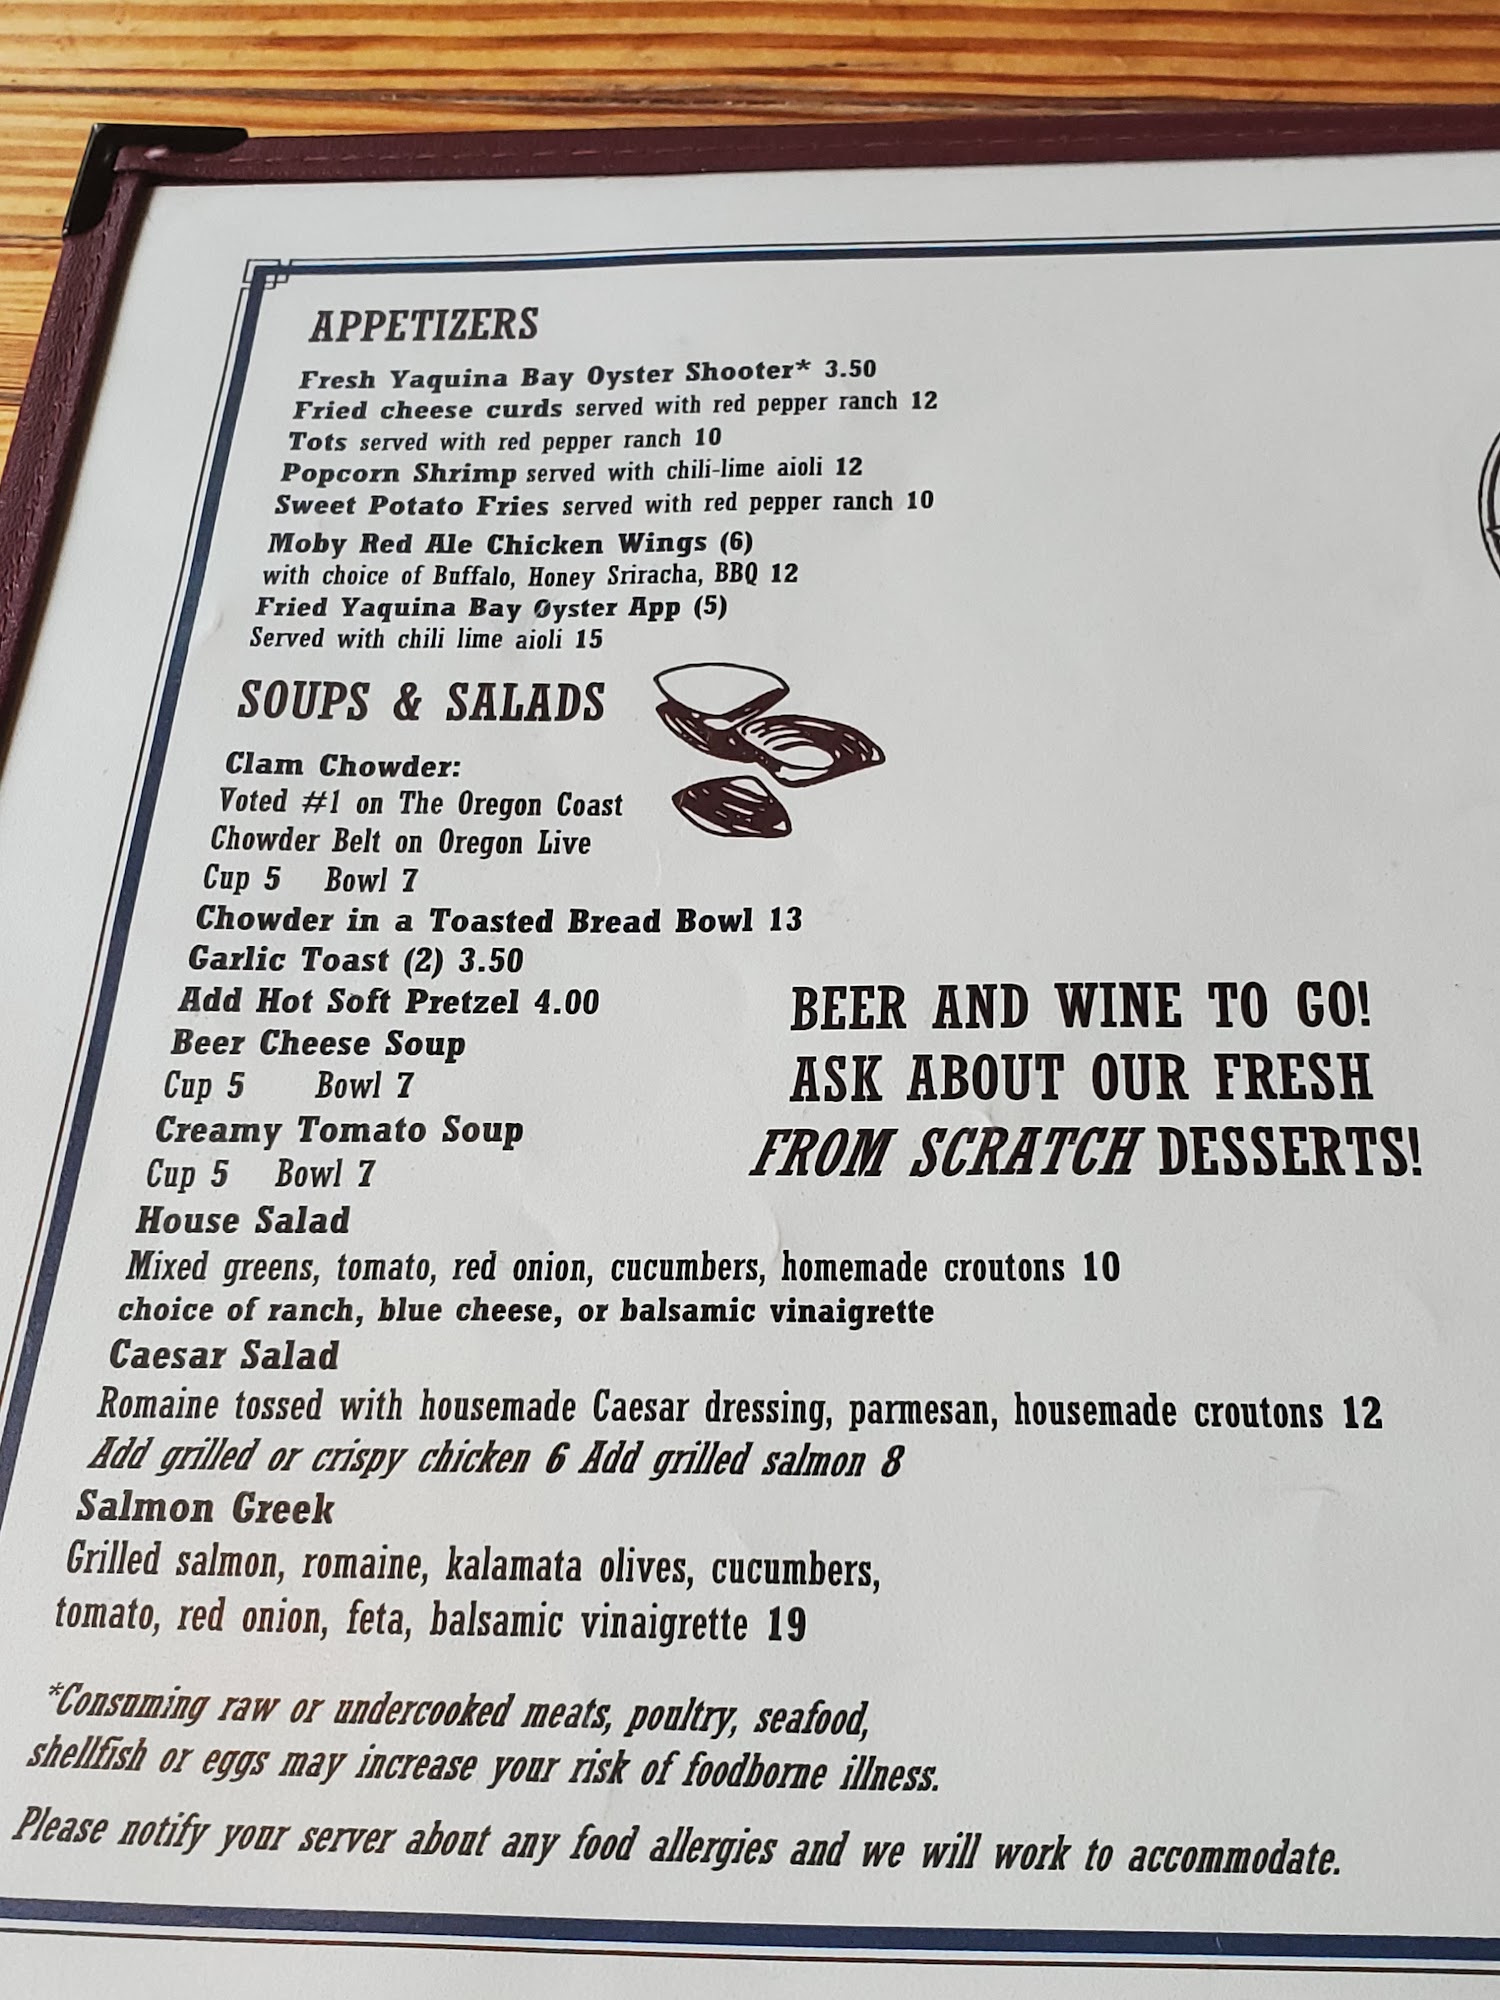 APPETIZERS
Fresh Yaquina Bay Oyster Shooter* 3.50
Fried cheese curds served with red pepper ranch 12
Tots served with red pepper ranch 10
Popcorn Shrimp served with chili-lime aioli 12
Sweet Potato Fries served with red pepper ranch 10
Moby Red Ale Chicken Wings (6)
with choice of Buffalo, Honey Sriracha, BBQ 12
Fried Yaquina Bay Oyster App (5)
Served with chili lime aioli 15
SOUPS & SALADS
Clam Chowder:
Voted #1 on The Oregon Coast
Chowder Belt on Oregon Live
Cup 5 Bowl 7
Chowder in a Toasted Bread Bowl 13
Garlic Toast (2) 3.50
Add Hot Soft Pretzel 4.00
Beer Cheese Soup
Cup 5 Bowl 7
Creamy Tomato Soup
Cup 5 Bowl 7
House Salad
Mixed greens, tomato, red onion, cucumbers, homemade croutons 10
choice of ranch, blue cheese, or balsamic vinaigrette
Caesar Salad
Romaine tossed with housemade Caesar dressing, parmesan, housemade croutons 12
Add grilled or crispy chicken 6 Add grilled salmon 8
Salmon Greek
Grilled salmon, romaine, kalamata olives, cucumbers,
tomato, red onion, feta, balsamic vinaigrette 19
BEER AND WINE TO GO!
ASK ABOUT OUR FRESH
FROM SCRATCH DESSERTS!
*Consuming raw or undercooked meats, poultry, seafood,
shellfish or eggs may increase your risk of foodborne illness.
Please notify your server about any food allergies and we will work to accommodate.